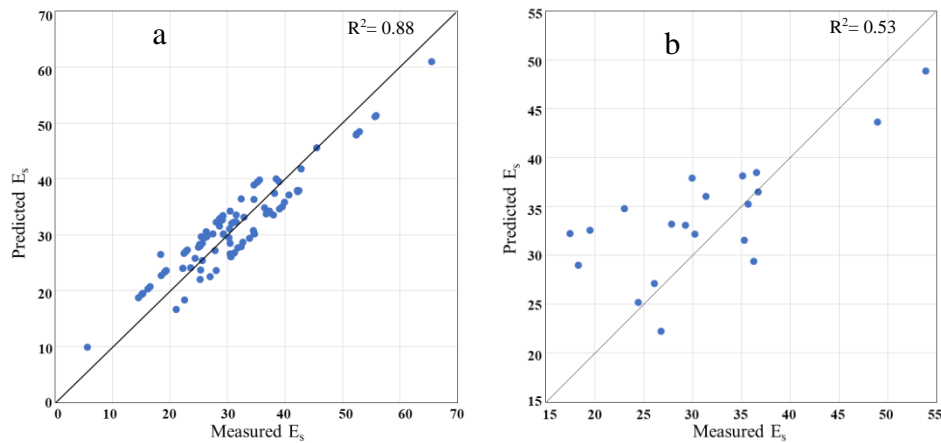 a
R²= 0.88
70
60
50
40
30
20
10
0
0 10 20 30 40 50 60 70
Predicted Eₛ
Measured Eₛ
b
R²= 0.53
55
50
45
40
35
30
25
20
15
15 20 25 30 35 40 45 50 55
Predicted Eₛ
Measured Eₛ